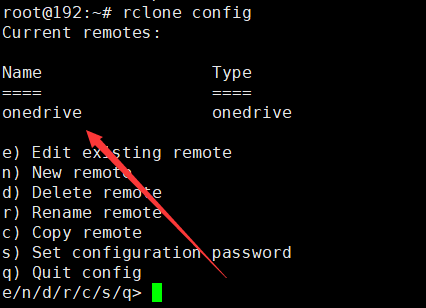 root@192:~# rclone config
Current remotes:
Name                 Type
====                 ====
onedrive             onedrive
e) Edit existing remote
n) New remote
d) Delete remote
r) Rename remote
c) Copy remote
s) Set configuration password
q) Quit config
e/n/d/r/c/s/q>